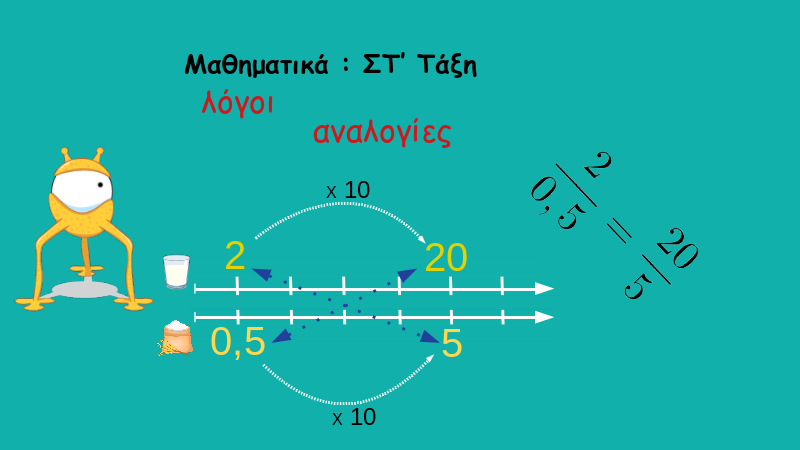 Μαθηματικά : ΣΤ' Τάξη
λόγοι
αναλογίες
x 10
2 20
0,5 5
x 10
2/0,5 = 20/5